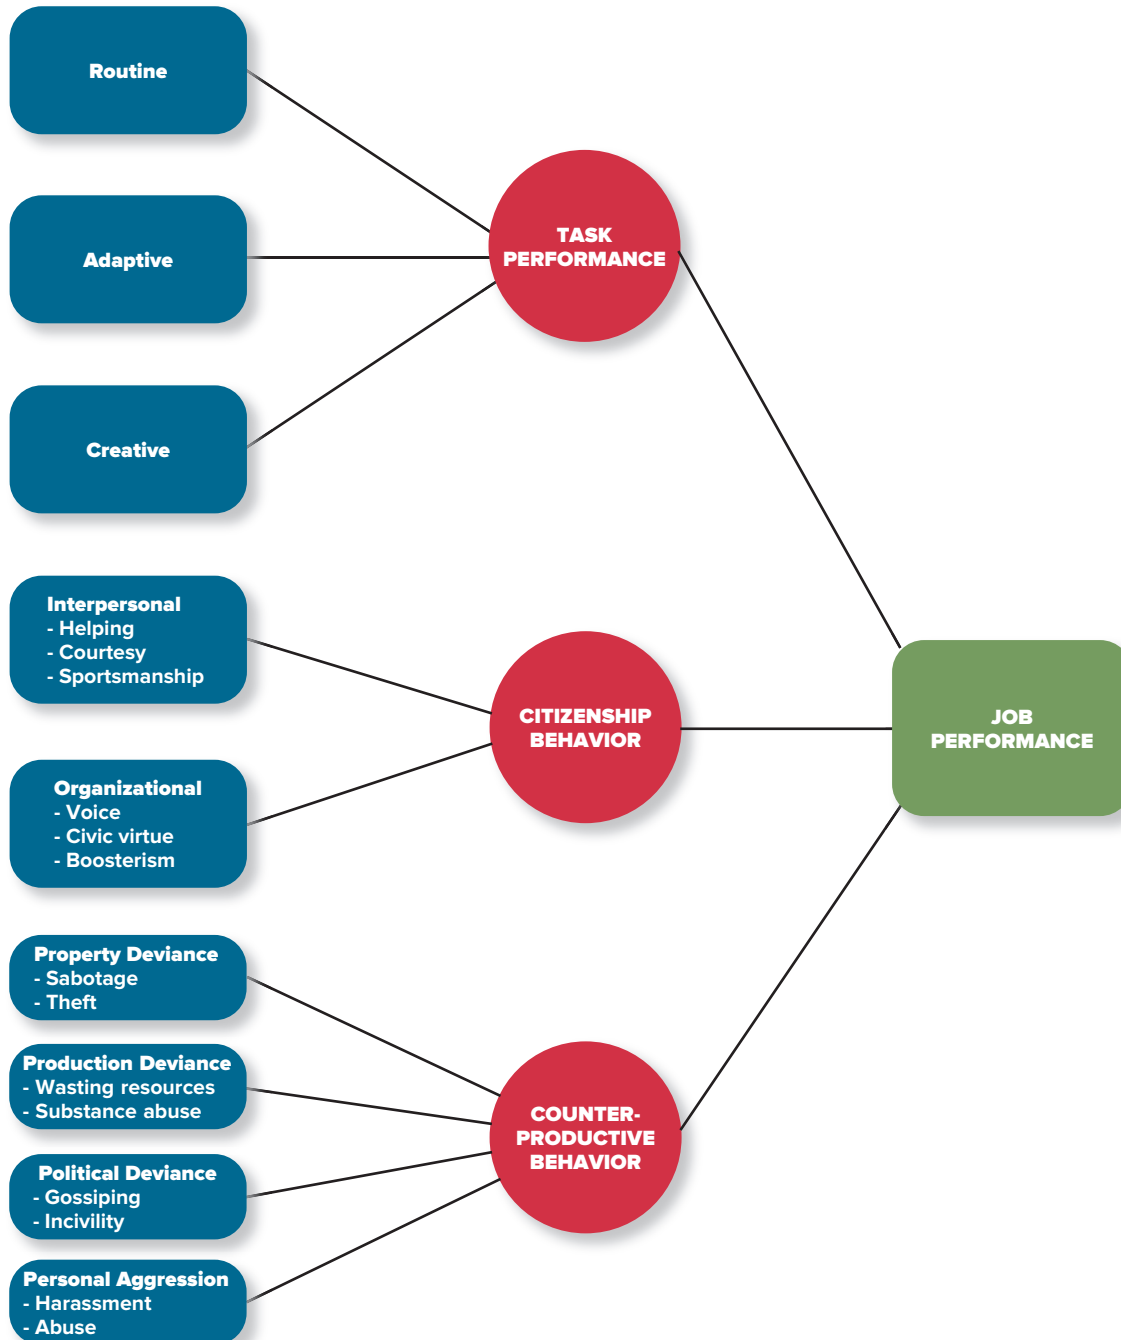 Routine
Adaptive
Creative
Interpersonal
- Helping
- Courtesy
- Sportsmanship
Organizational
- Voice
- Civic virtue
- Boosterism
Property Deviance
- Sabotage
- Theft
Production Deviance
- Wasting resources
- Substance abuse
Political Deviance
- Gossiping
- Incivility
Personal Aggression
- Harassment
- Abuse
TASK
PERFORMANCE
CITIZENSHIP
BEHAVIOR
COUNTER-
PRODUCTIVE
BEHAVIOR
JOB
PERFORMANCE